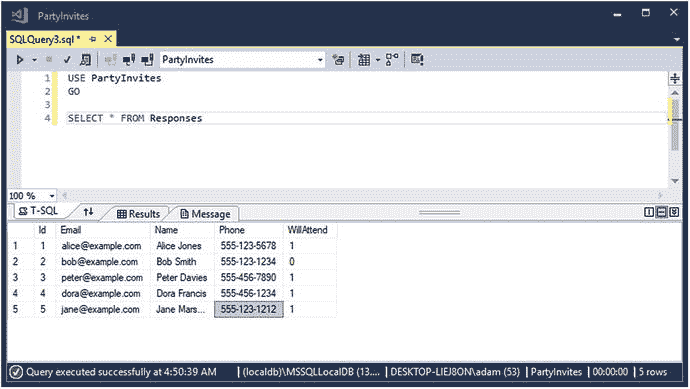 PartyInvites
SQLQuery3.sql *
PartyInvites
1 USE PartyInvites
2 GO
3
4 SELECT * FROM Responses
100 %
T-SQL Results Message
Id Email Name Phone WillAttend
1 1 alice@example.com Alice Jones 555-123-5678 1
2 2 bob@example.com Bob Smith 555-123-1234 0
3 3 peter@example.com Peter Davies 555-456-7890 1
4 4 dora@example.com Dora Francis 555-456-1234 1
5 5 jane@example.com Jane Mars... 555-123-1212 1
Query executed successfully at 4:50:39 AM (localdb)\MSSQLLocalDB (13.... DESKTOP-LIEJ8ON\adam (53) PartyInvites 00:00:00 5 rows